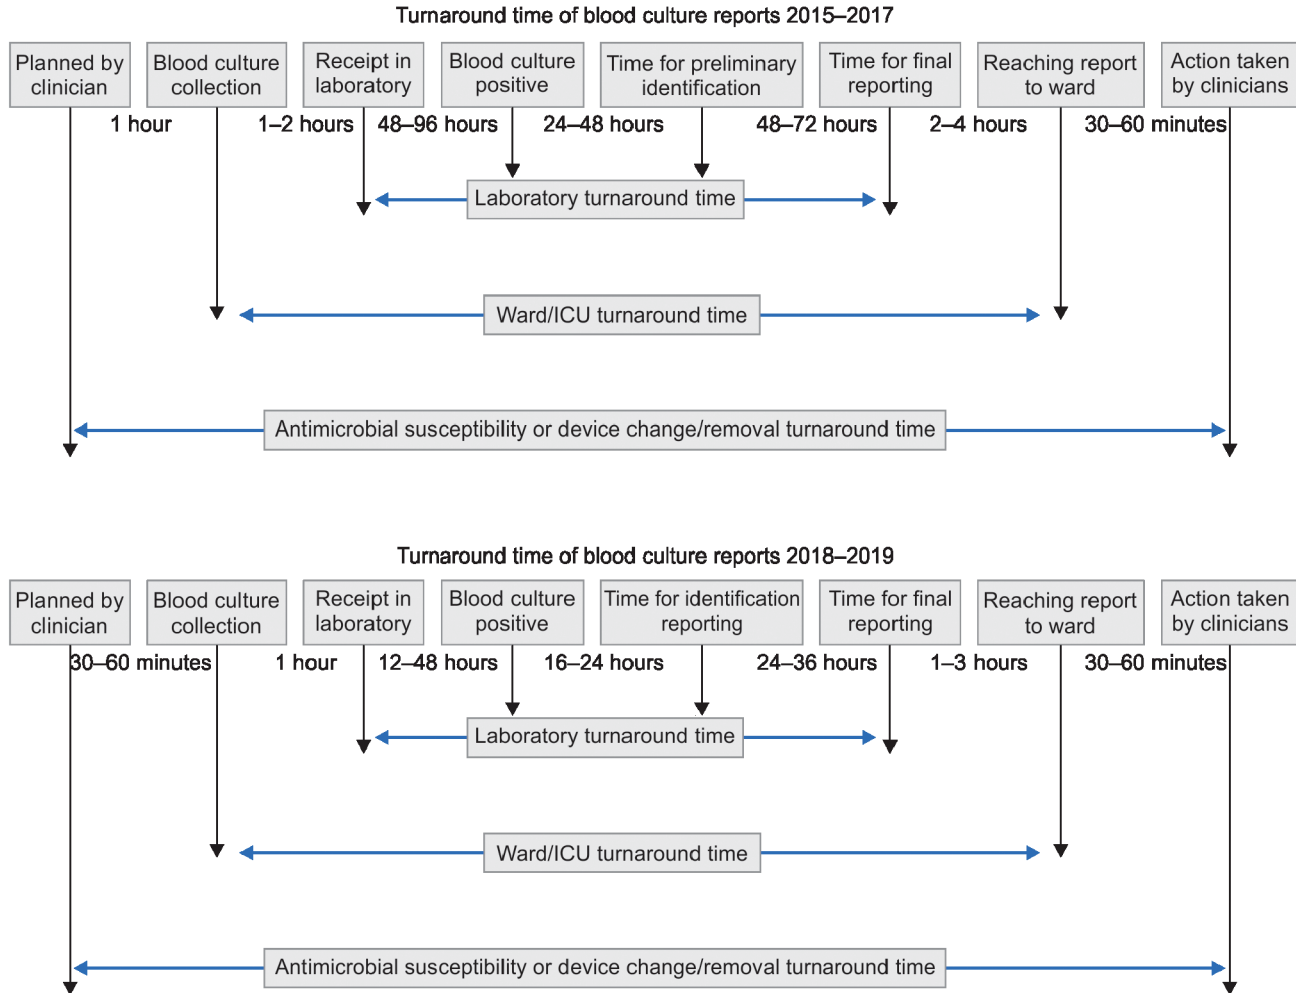 Turnaround time of blood culture reports 2015–2017
Planned by
clinician
Blood culture
collection
Receipt in
laboratory
Blood culture
positive
Time for preliminary
identification
Time for final
reporting
Reaching report
to ward
Action taken
by clinicians
1 hour
1–2 hours
48–96 hours
24–48 hours
48–72 hours
2–4 hours
30–60 minutes
Laboratory turnaround time
Ward/ICU turnaround time
Antimicrobial susceptibility or device change/removal turnaround time
Turnaround time of blood culture reports 2018–2019
Planned by
clinician
Blood culture
collection
Receipt in
laboratory
Blood culture
positive
Time for identification
reporting
Time for final
reporting
Reaching report
to ward
Action taken
by clinicians
30–60 minutes
1 hour
12–48 hours
16–24 hours
24–36 hours
1–3 hours
30–60 minutes
Laboratory turnaround time
Ward/ICU turnaround time
Antimicrobial susceptibility or device change/removal turnaround time